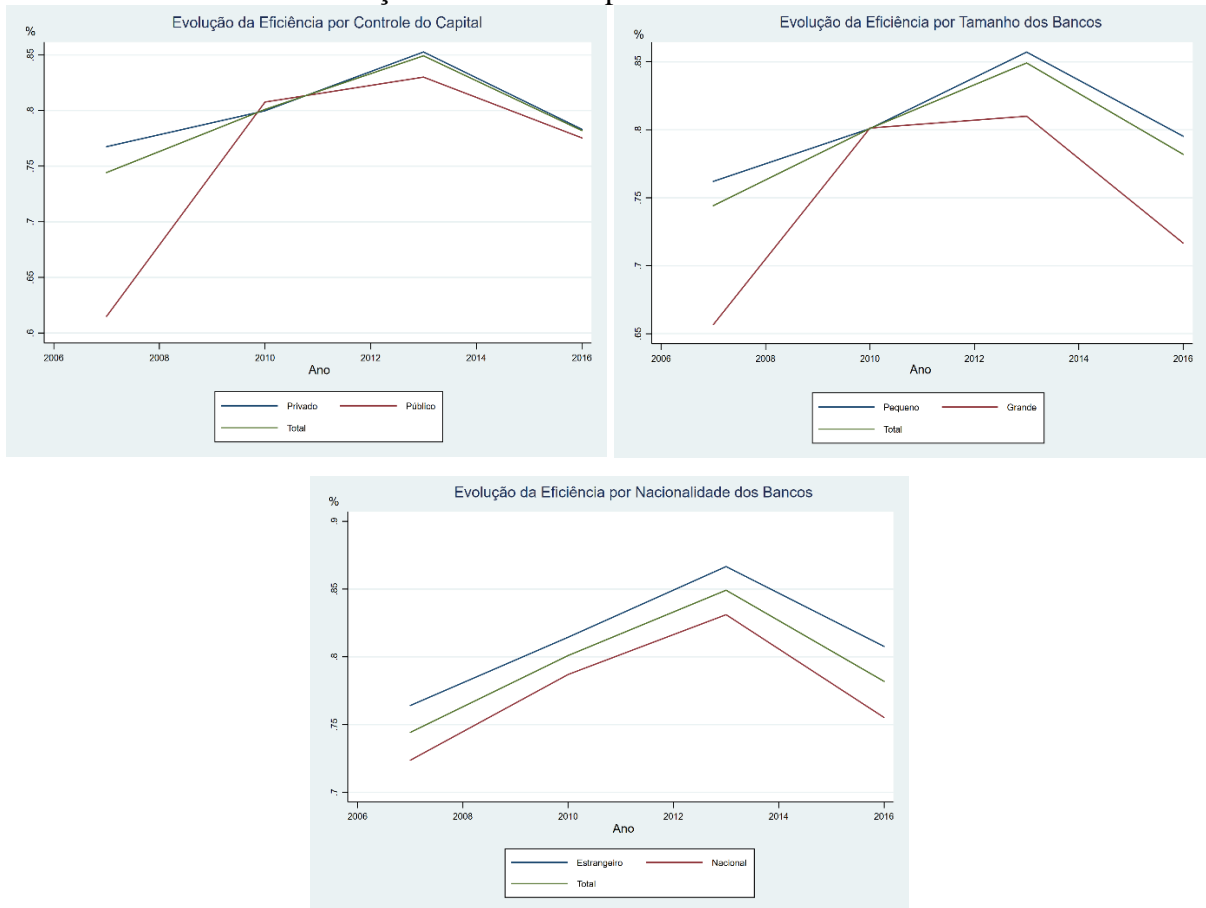 Evolução da Eficiência por Controle do Capital
%
.85
.8
.75
.7
.65
.6
2006 2008 2010 2012 2014 2016
Ano
Privado Público
Total
Evolução da Eficiência por Tamanho dos Bancos
%
.85
.8
.75
.7
.65
2006 2008 2010 2012 2014 2016
Ano
Pequeno Grande
Total
Evolução da Eficiência por Nacionalidade dos Bancos
%
.9
.85
.8
.75
.7
2006 2008 2010 2012 2014 2016
Ano
Estrangeiro Nacional
Total